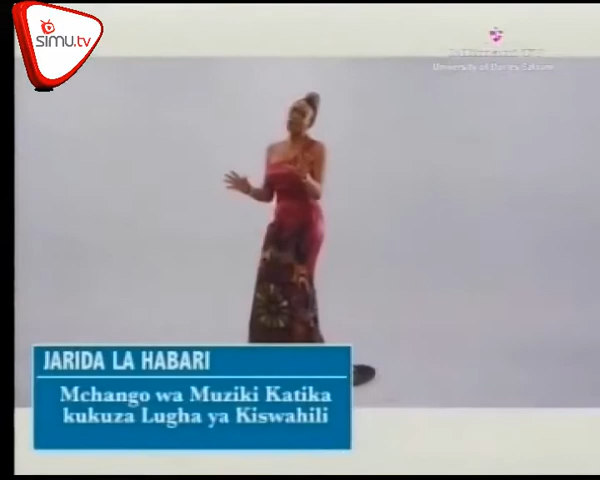 SIMU.tv
University of Dar es Salaam
JARIDA LA HABARI
Mchango wa Muziki Katika
kukuza Lugha ya Kiswahili